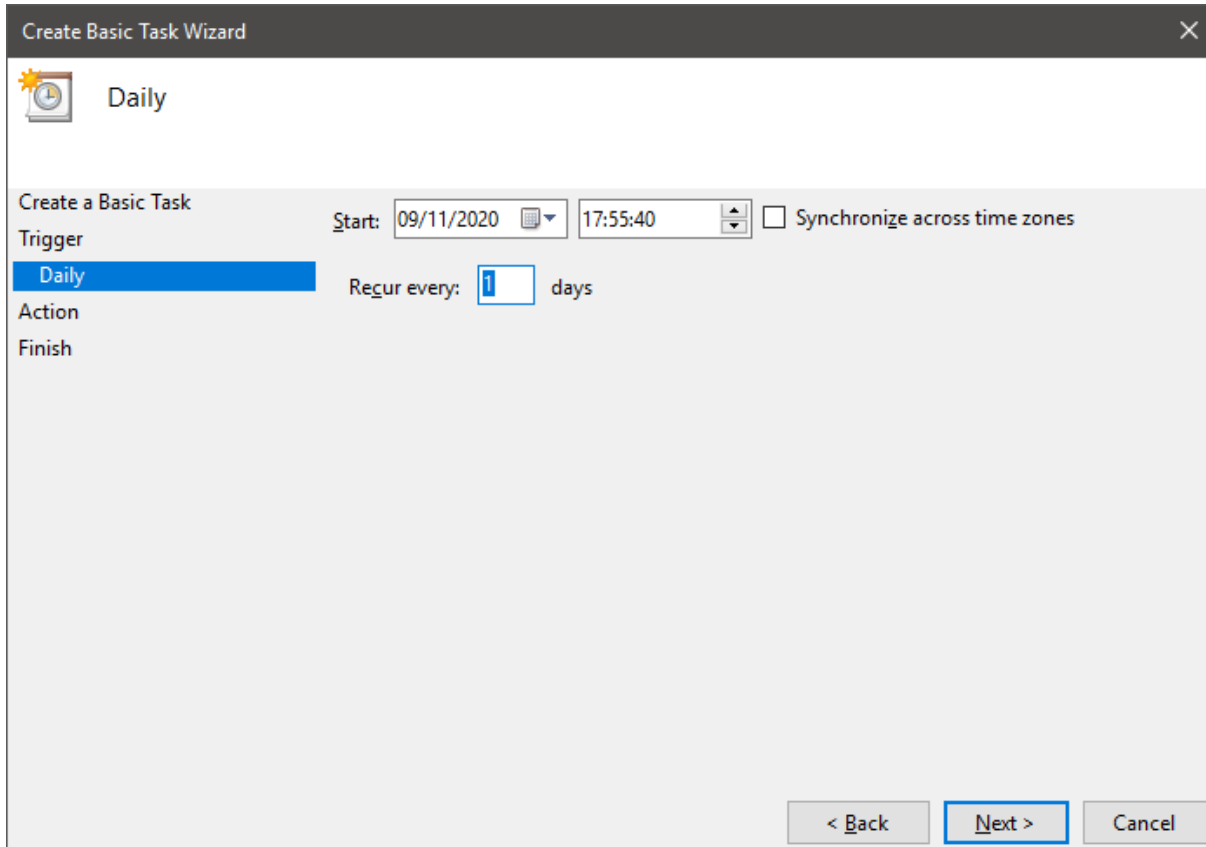 Create Basic Task Wizard
Daily
Create a Basic Task
Trigger
Daily
Action
Finish
Start: 09/11/2020 17:55:40 Synchronize across time zones
Recur every: 1 days
< Back Next > Cancel